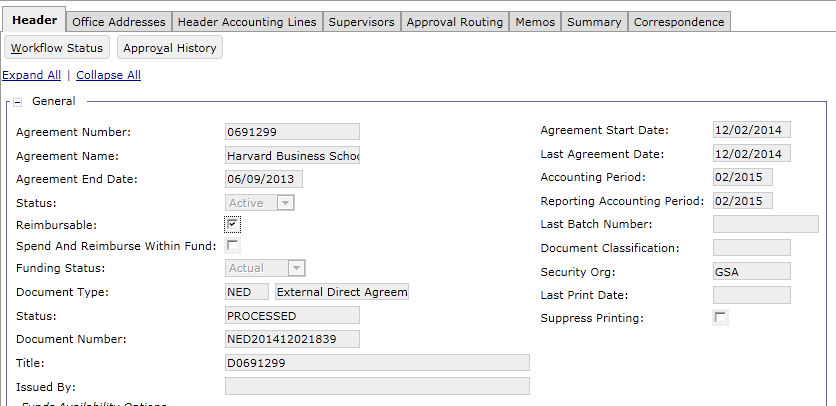 Header Office Addresses Header Accounting Lines Supervisors Approval Routing Memos Summary Correspondence
Workflow Status Approval History
Expand All | Collapse All
General
Agreement Number: 0691299
Agreement Name: Harvard Business Schoo
Agreement End Date: 06/09/2013
Status: Active
Reimbursable:
Spend And Reimburse Within Fund:
Funding Status: Actual
Document Type: NED External Direct Agreem
Status: PROCESSED
Document Number: NED201412021839
Title: D0691299
Issued By:
Agreement Start Date: 12/02/2014
Last Agreement Date: 12/02/2014
Accounting Period: 02/2015
Reporting Accounting Period: 02/2015
Last Batch Number:
Document Classification:
Security Org: GSA
Last Print Date:
Suppress Printing:
Funds Availability Options